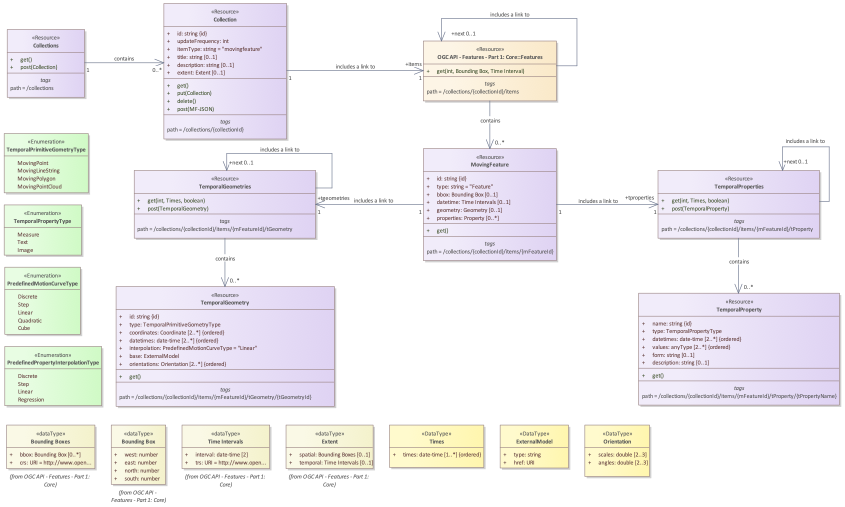 «Resource»
Collections
+ get()
+ post(Collection)
tags
path = /collections
contains
1
0..*
«Resource»
Collection
+ id: string {id}
+ updateFrequency: int
+ itemType: string = "movingfeature"
+ title: string [0..1]
+ description: string [0..1]
+ extent: Extent [0..1]
+ get()
+ put(Collection)
+ delete()
+ post(MF-JSON)
tags
path = /collections/{collectionId}
includes a link to
1
+items
1
includes a link to
+next 0..1
«Resource»
OGC API - Features - Part 1: Core::Features
+ get(int, Bounding Box, Time Interval)
tags
path = /collections/{collectionId}/items
contains
0..*
«Enumeration»
TemporalPrimitiveGeometryType
MovingPoint
MovingLineString
MovingPolygon
MovingPointCloud
includes a link to
+next 0..1
«Resource»
TemporalGeometries
+ get(int, Times, boolean)
+ post(TemporalGeometry)
tags
path = /collections/{collectionId}/items/{mFeatureId}/tGeometry
+tgeometries
1
includes a link to
1
«Resource»
MovingFeature
+ id: string {id}
+ type: string = "Feature"
+ bbox: Bounding Box [0..1]
+ datetime: Time Intervals [0..1]
+ geometry: Geometry [0..1]
+ properties: Property [0..*]
+ get()
tags
path = /collections/{collectionId}/items/{mFeatureId}
includes a link to
1
+tproperties
1
includes a link to
+next 0..1
«Resource»
TemporalProperties
+ get(int, Times, boolean)
+ post(TemporalProperty)
tags
path = /collections/{collectionId}/items/{mFeatureId}/tProperty
«Enumeration»
TemporalPropertyType
Measure
Text
Image
contains
0..*
contains
0..*
«Enumeration»
PredefinedMotionCurveType
Discrete
Step
Linear
Quadratic
Cube
«Resource»
TemporalGeometry
+ id: string {id}
+ type: TemporalPrimitiveGeometryType
+ coordinates: Coordinate [2..*] {ordered}
+ datetimes: date-time [2..*] {ordered}
+ interpolation: PredefinedMotionCurveType = "Linear"
+ base: ExternalModel
+ orientations: Orientation [2..*] {ordered}
+ get()
tags
path = /collections/{collectionId}/items/{mFeatureId}/tGeometry/{tGeometryId}
«Resource»
TemporalProperty
+ name: string {id}
+ type: TemporalPropertyType
+ datetimes: date-time [2..*] {ordered}
+ values: anyType [2..*] {ordered}
+ form: string [0..1]
+ description: string [0..1]
+ get()
tags
path = /collections/{collectionId}/items/{mFeatureId}/tProperty/{tPropertyName}
«Enumeration»
PredefinedPropertyInterpolationType
Discrete
Step
Linear
Regression
«dataType»
Bounding Boxes
+ bbox: Bounding Box [0..*]
+ crs: URI = http://www.open...
(from OGC API - Features - Part 1:
Core)
«dataType»
Bounding Box
+ west: number
+ east: number
+ north: number
+ south: number
(from OGC API -
Features - Part 1:
Core)
«dataType»
Time Intervals
+ interval: date-time [2]
+ trs: URI = http://www.open...
(from OGC API - Features - Part 1:
Core)
«dataType»
Extent
+ spatial: Bounding Boxes [0..1]
+ temporal: Time Intervals [0..1]
(from OGC API - Features - Part 1:
Core)
«DataType»
Times
+ times: date-time [1..*] {ordered}
«DataType»
ExternalModel
+ type: string
+ href: URI
«DataType»
Orientation
+ scales: double [2..3]
+ angles: double [2..3]